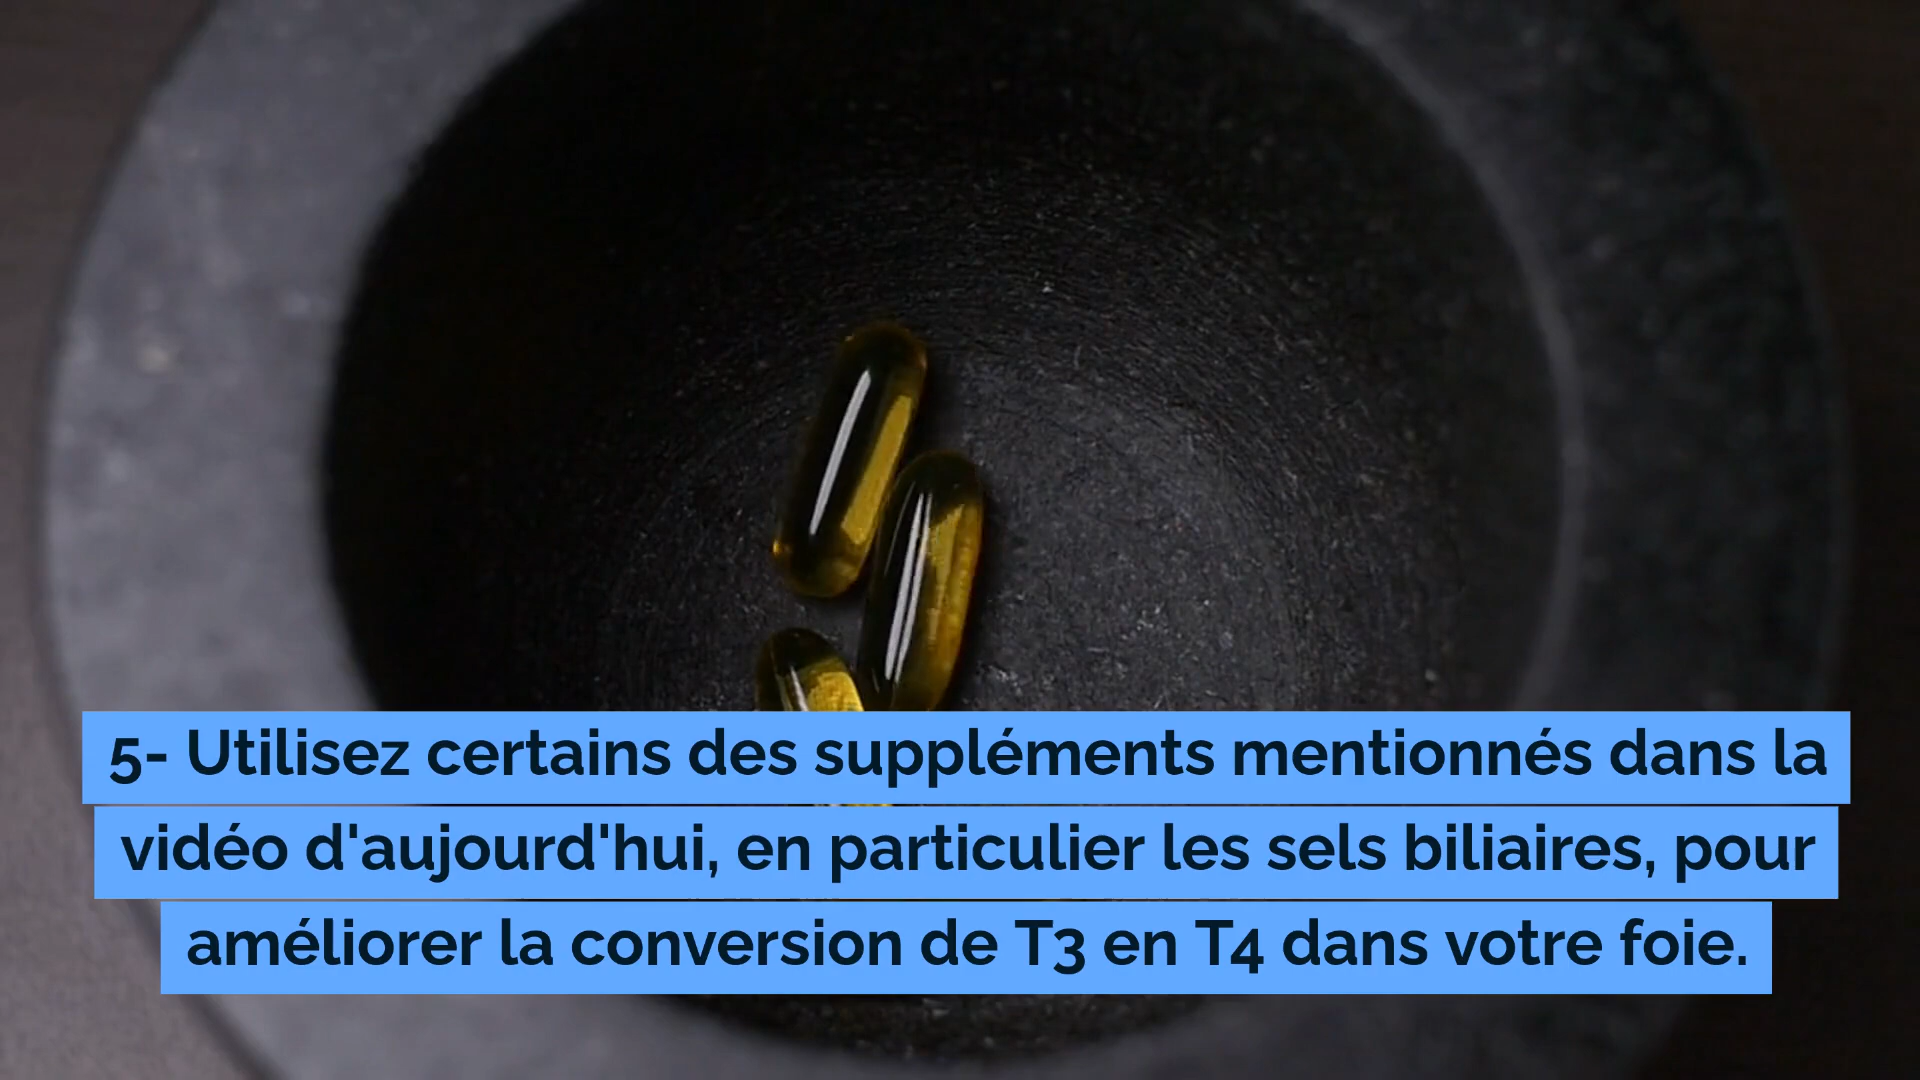 5- Utilisez certains des suppléments mentionnés dans la
vidéo d'aujourd'hui, en particulier les sels biliaires, pour
améliorer la conversion de T3 en T4 dans votre foie.